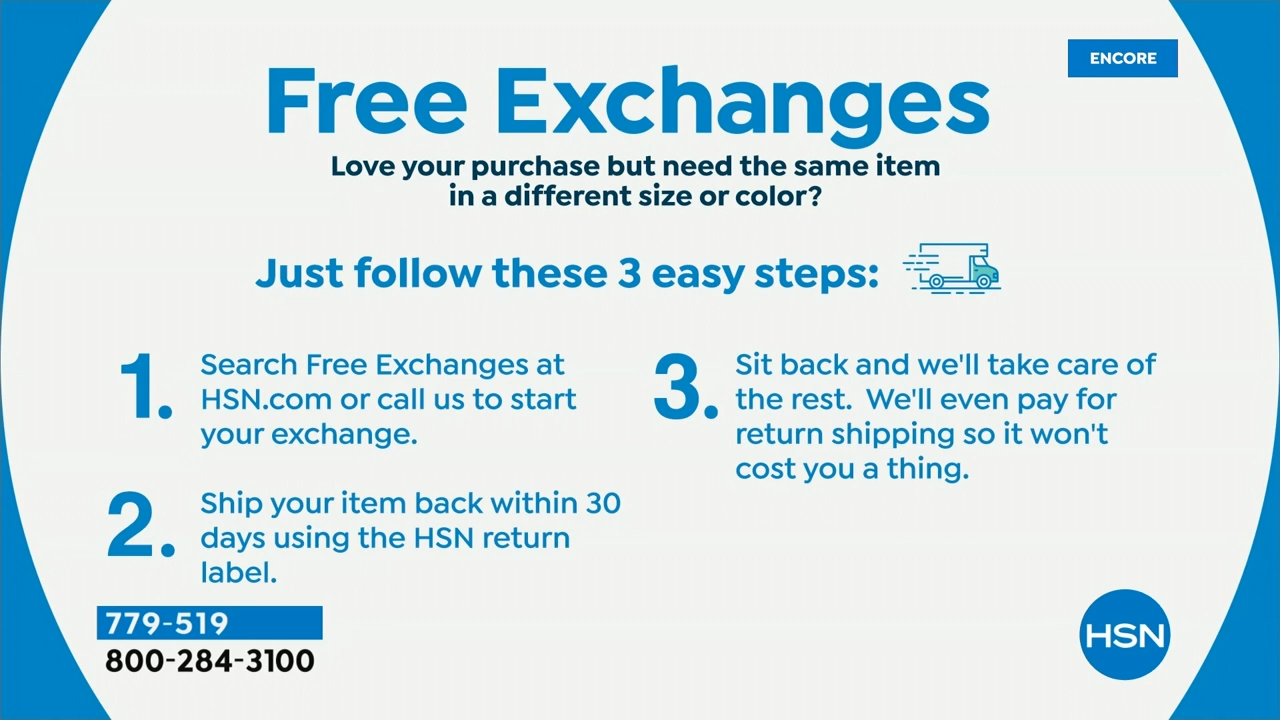 ENCORE
Free Exchanges
Love your purchase but need the same item
in a different size or color?
Just follow these 3 easy steps:
1.
Search Free Exchanges at
HSN.com or call us to start
your exchange.
2.
Ship your item back within 30
days using the HSN return
label.
3.
Sit back and we'll take care of
the rest.  We'll even pay for
return shipping so it won't
cost you a thing.
779-519
800-284-3100
HSN